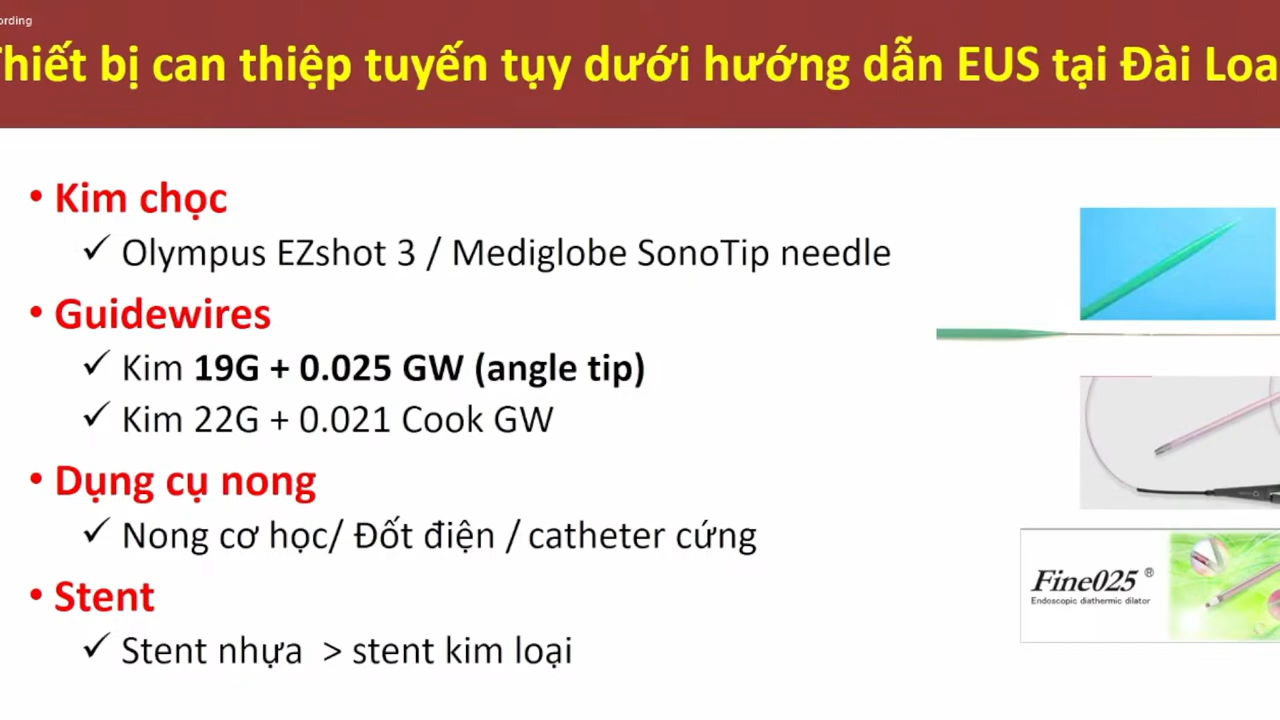 ording
Thiết bị can thiệp tuyến tụy dưới hướng dẫn EUS tại Đài Loa
• Kim chọc
✓ Olympus EZshot 3 / Mediglobe SonoTip needle
• Guidewires
✓ Kim 19G + 0.025 GW (angle tip)
✓ Kim 22G + 0.021 Cook GW
• Dụng cụ nong
✓ Nong cơ học/ Đốt điện / catheter cứng
• Stent
✓ Stent nhựa > stent kim loại
Fine025 ®
Endoscopic diathermic dilator